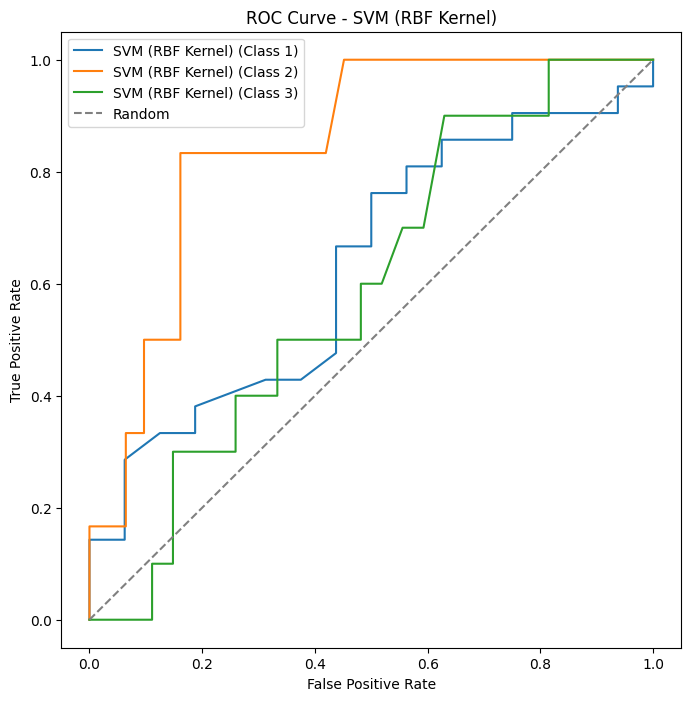 ROC Curve - SVM (RBF Kernel)
SVM (RBF Kernel) (Class 1)
SVM (RBF Kernel) (Class 2)
SVM (RBF Kernel) (Class 3)
Random
True Positive Rate
1.0
0.8
0.6
0.4
0.2
0.0
0.0 0.2 0.4 0.6 0.8 1.0
False Positive Rate